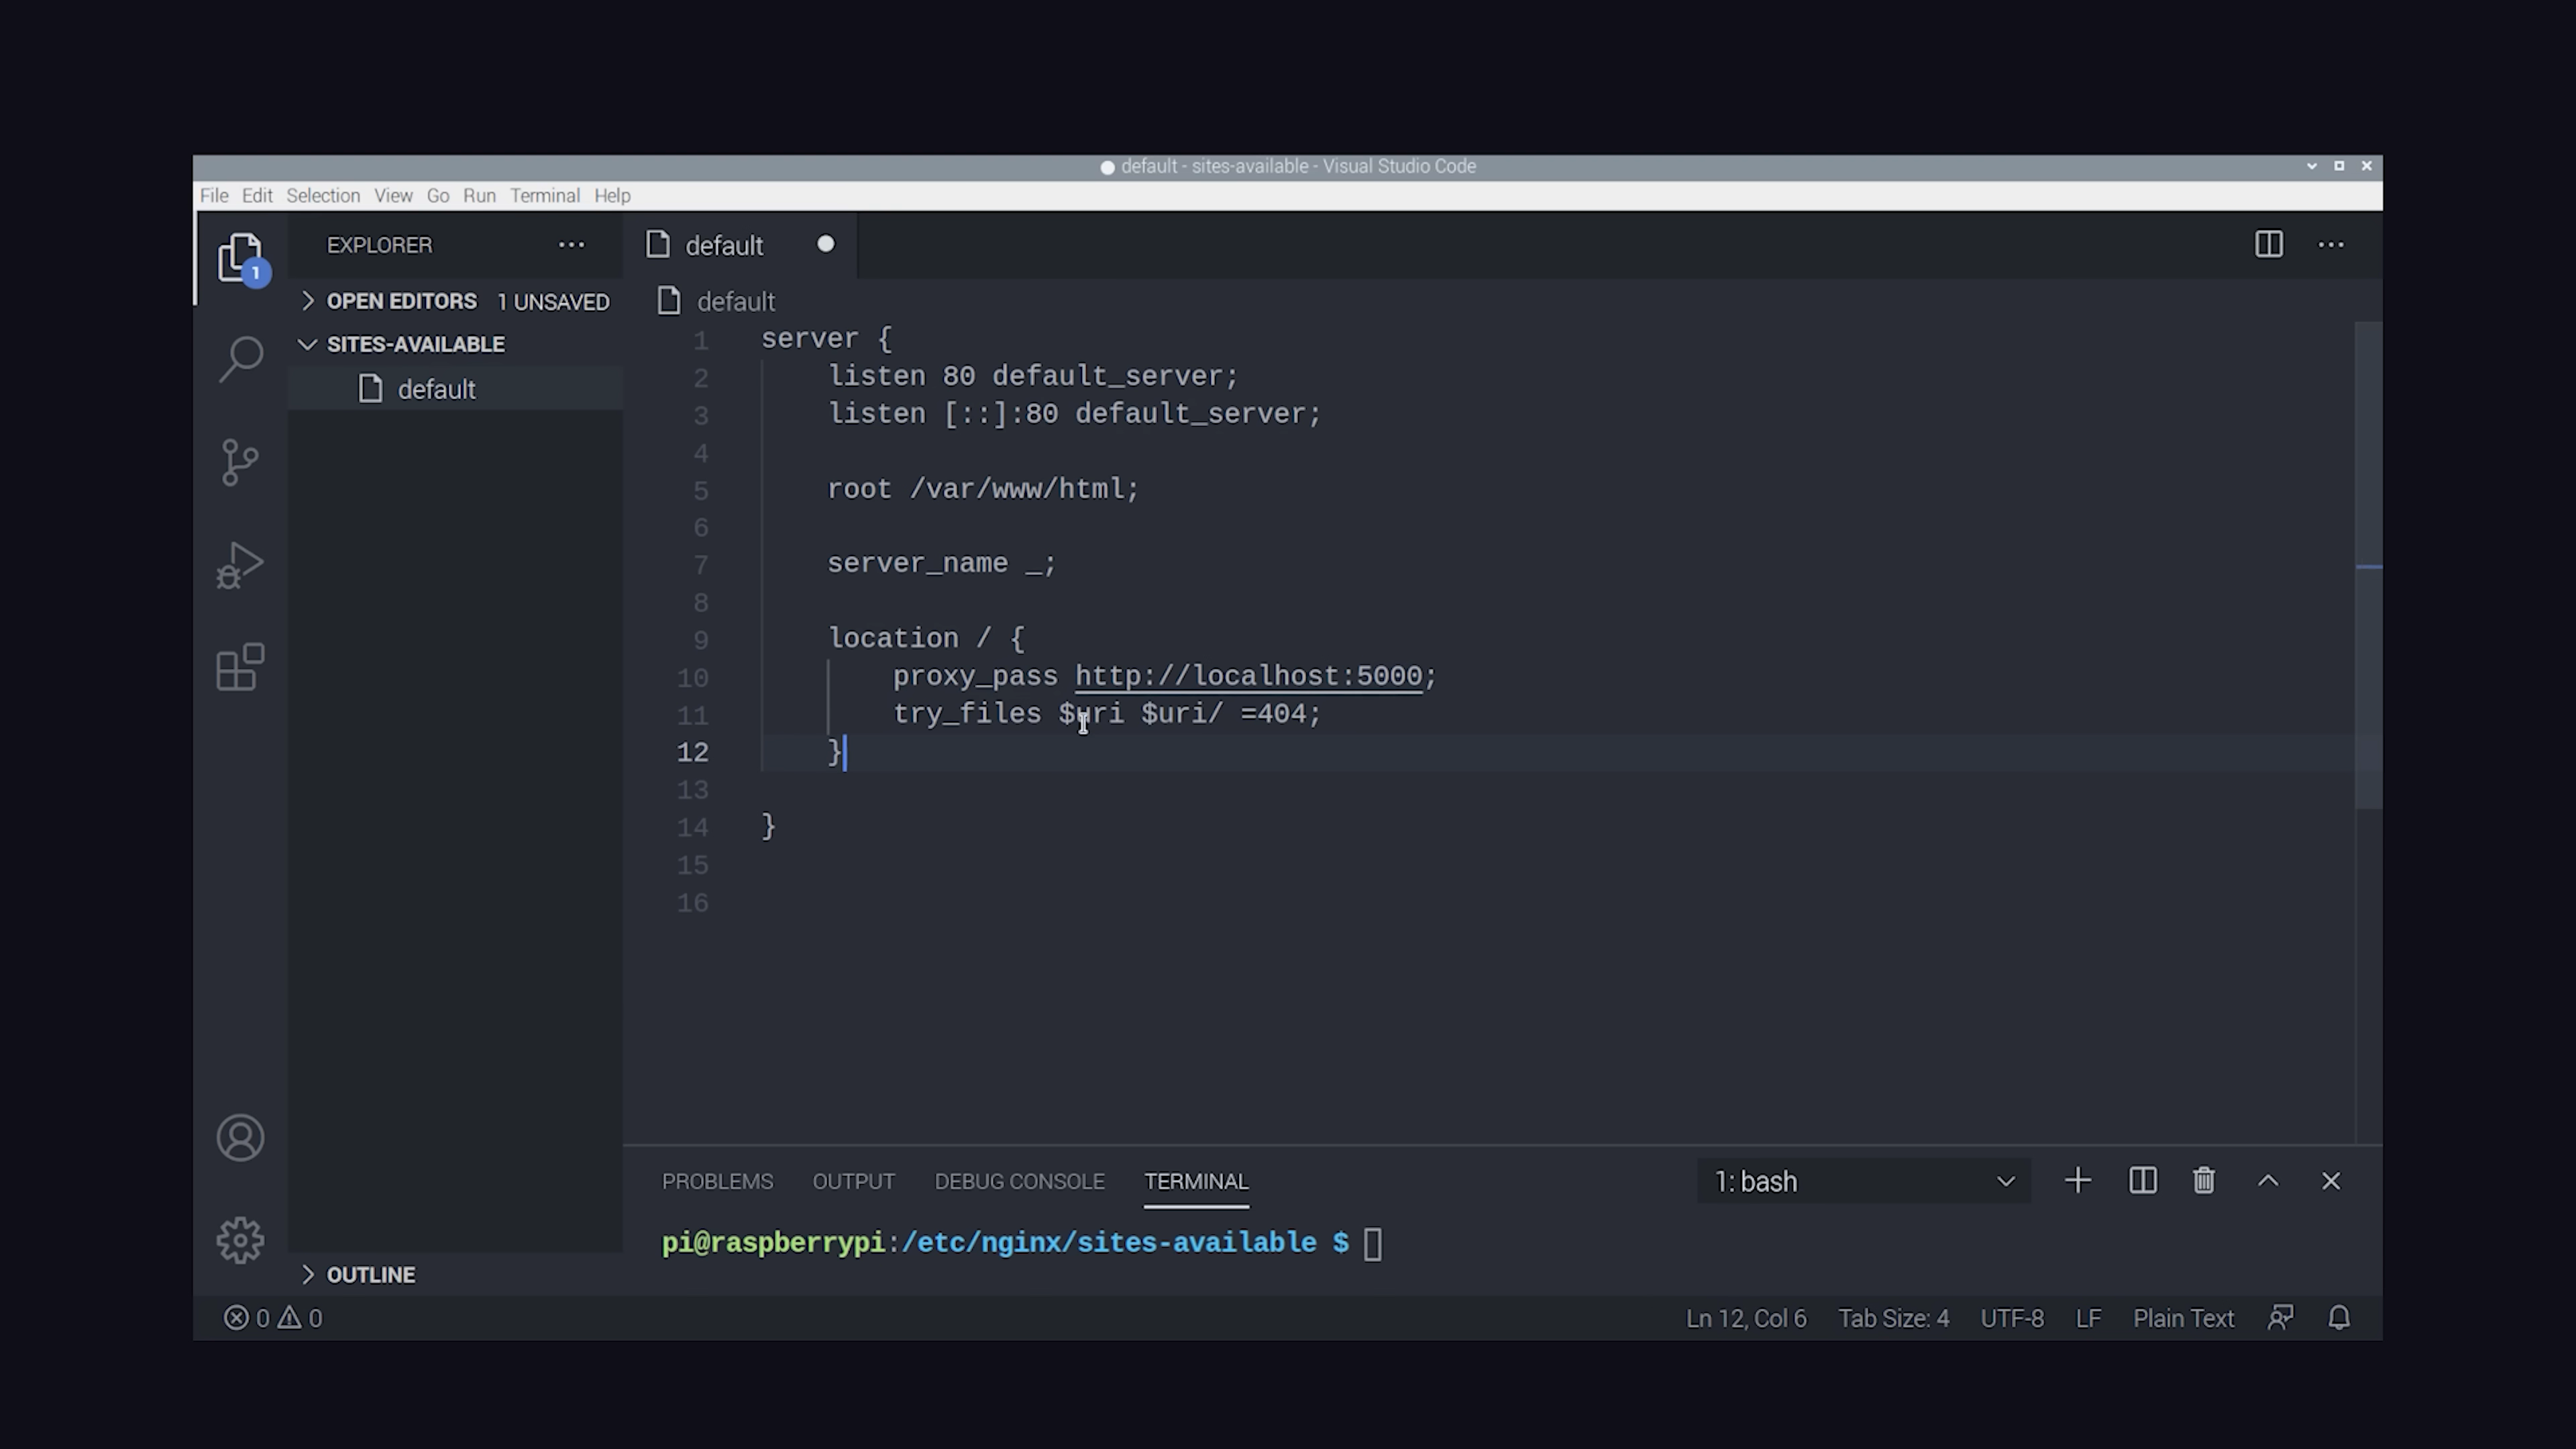 default - sites-available - Visual Studio Code
File Edit Selection View Go Run Terminal Help
1
EXPLORER
OPEN EDITORS 1 UNSAVED
SITES-AVAILABLE
default
OUTLINE
default
default
1 server {
2 listen 80 default_server;
3 listen [::]:80 default_server;
4
5 root /var/www/html;
6
7 server_name _;
8
9 location / {
10 proxy_pass http://localhost:5000;
11 try_files $uri $uri/ =404;
12 }
13
14 }
15
16
PROBLEMS OUTPUT DEBUG CONSOLE TERMINAL 1: bash
pi@raspberrypi:/etc/nginx/sites-available $
0 0 Ln 12, Col 6 Tab Size: 4 UTF-8 LF Plain Text